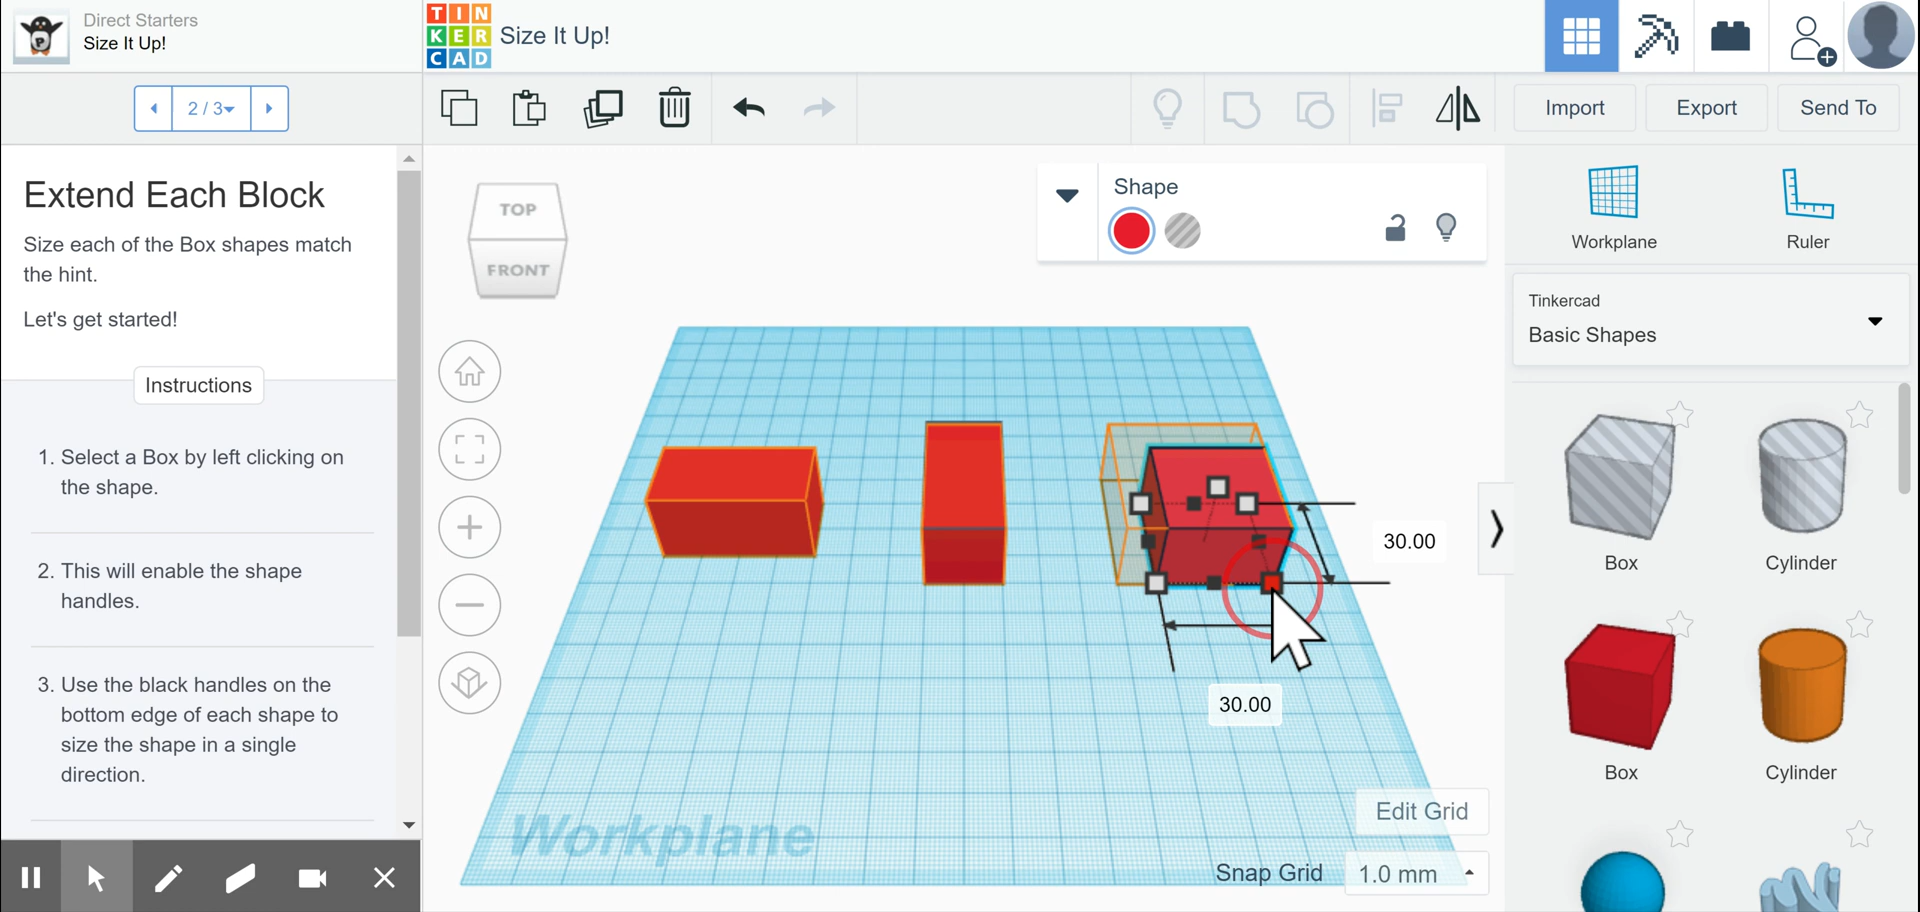 Direct Starters
Size It Up!
TIN
KER
CAD
Size It Up!
2 / 3
Import
Export
Send To
Extend Each Block
Size each of the Box shapes match
the hint.
Let's get started!
Instructions
1. Select a Box by left clicking on
the shape.
2. This will enable the shape
handles.
3. Use the black handles on the
bottom edge of each shape to
size the shape in a single
direction.
TOP
FRONT
Shape
30.00
30.00
Workplane
Edit Grid
Snap Grid
1.0 mm
Workplane
Ruler
Tinkercad
Basic Shapes
Box
Cylinder
Box
Cylinder